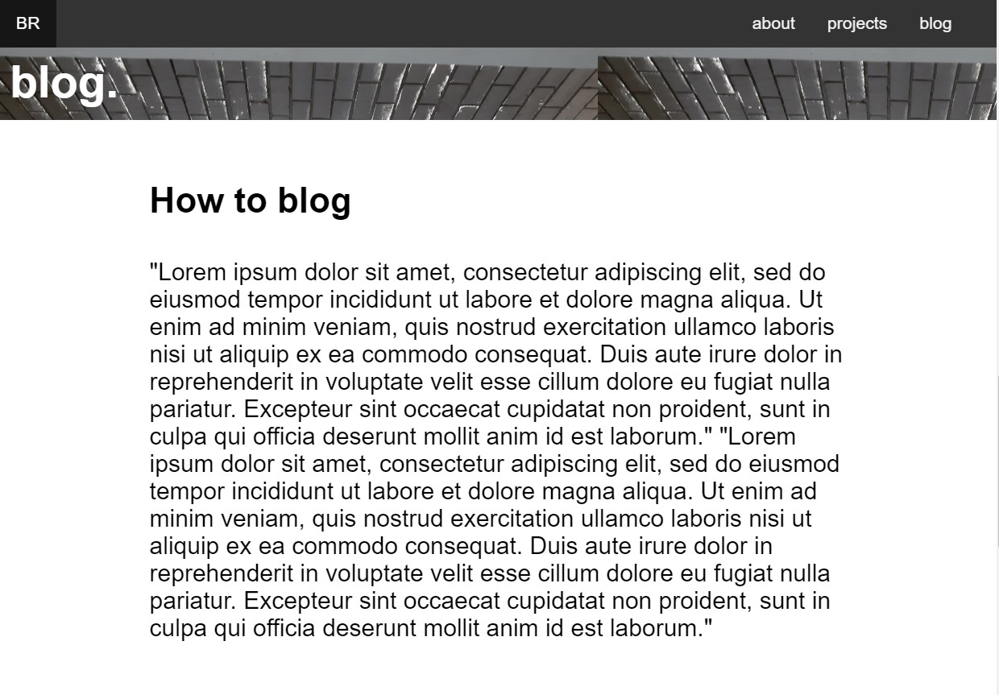 BR
about
projects
blog
blog.
How to blog
"Lorem ipsum dolor sit amet, consectetur adipiscing elit, sed do
eiusmod tempor incididunt ut labore et dolore magna aliqua. Ut
enim ad minim veniam, quis nostrud exercitation ullamco laboris
nisi ut aliquip ex ea commodo consequat. Duis aute irure dolor in
reprehenderit in voluptate velit esse cillum dolore eu fugiat nulla
pariatur. Excepteur sint occaecat cupidatat non proident, sunt in
culpa qui officia deserunt mollit anim id est laborum." "Lorem
ipsum dolor sit amet, consectetur adipiscing elit, sed do eiusmod
tempor incididunt ut labore et dolore magna aliqua. Ut enim ad
minim veniam, quis nostrud exercitation ullamco laboris nisi ut
aliquip ex ea commodo consequat. Duis aute irure dolor in
reprehenderit in voluptate velit esse cillum dolore eu fugiat nulla
pariatur. Excepteur sint occaecat cupidatat non proident, sunt in
culpa qui officia deserunt mollit anim id est laborum."